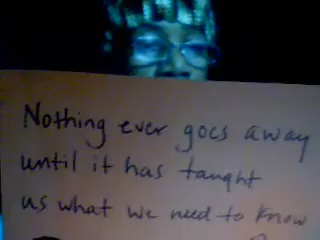 Nothing ever goes away
until it has taught
us what we need to know